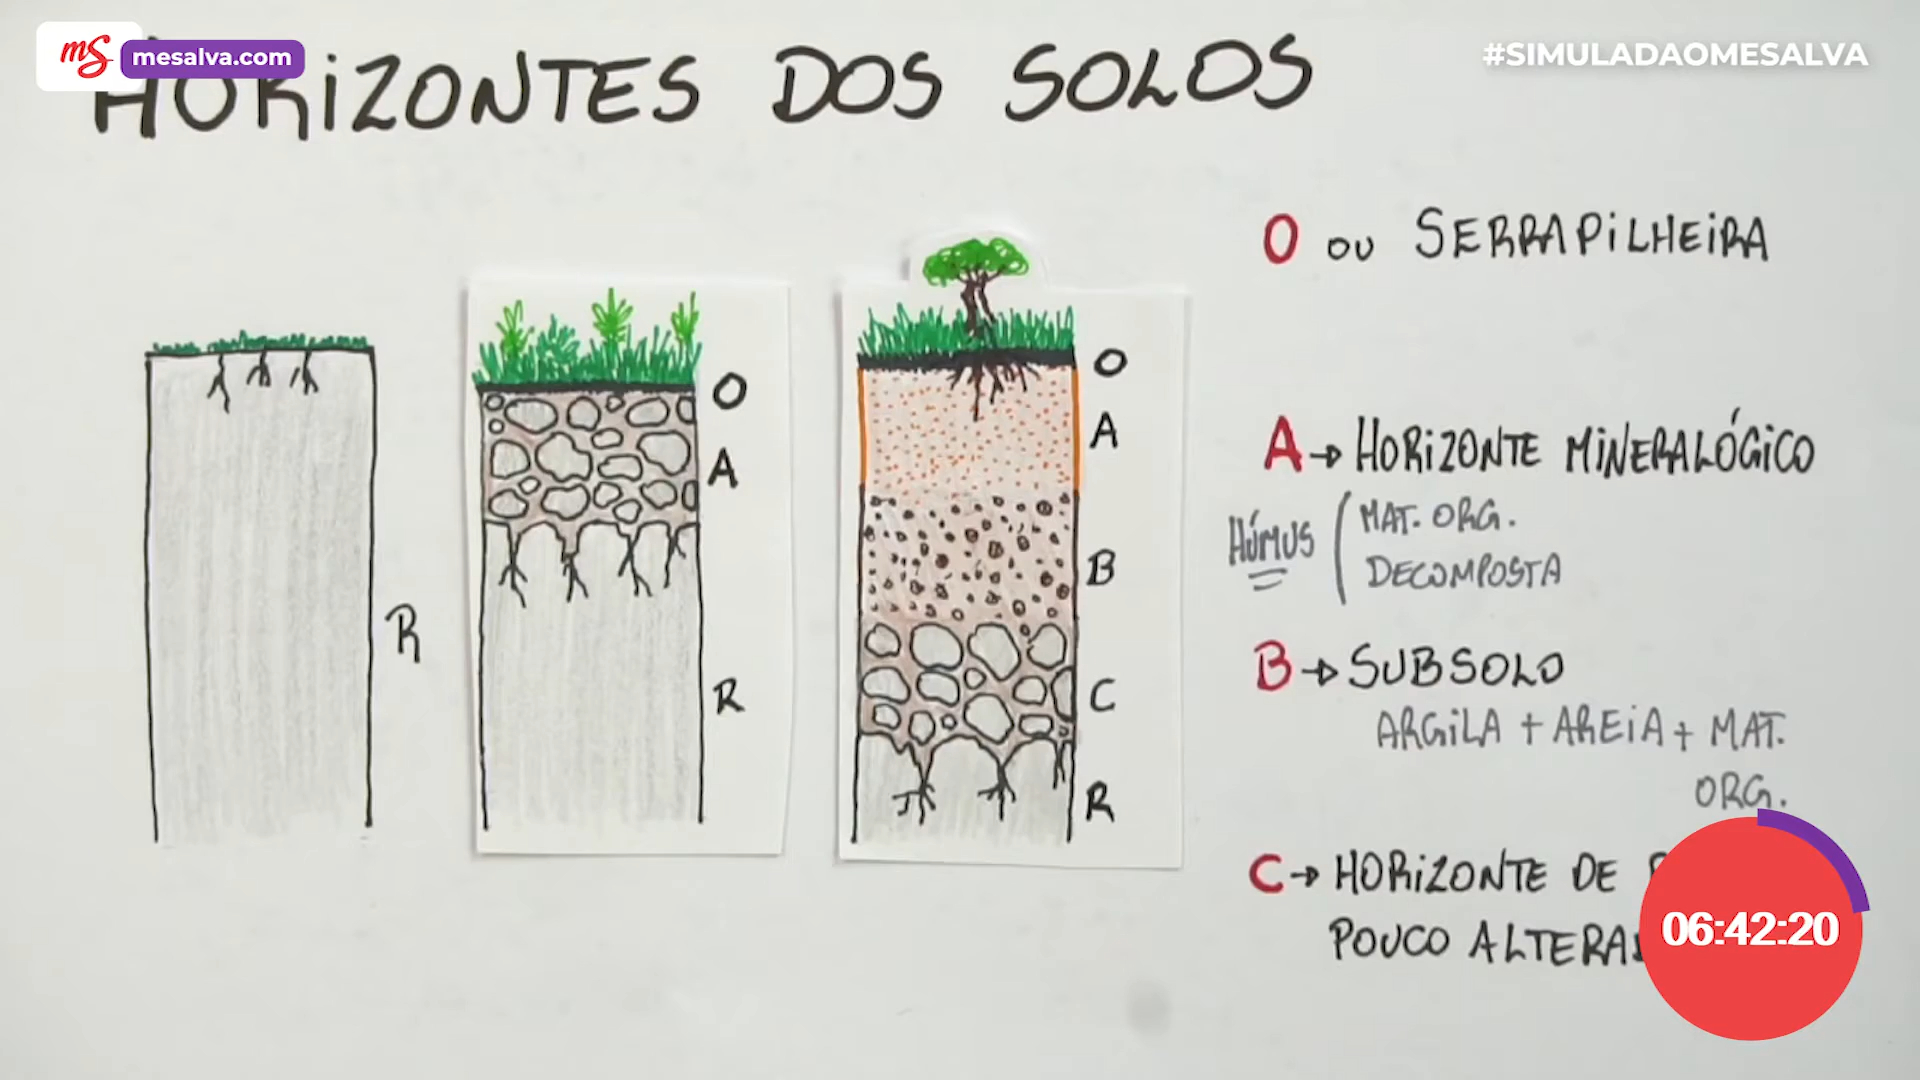 ms mesalva.com
#SIMULADAOMESALVA
HORIZONTES DOS SOLOS
R
O
A
R
O
A
B
C
R
O OU SERRAPILHEIRA
A → HORIZONTE MINERALÓGICO
HÚMUS
MAT. ORG.
DECOMPOSTA
B → SUBSOLO
ARGILA + AREIA + MAT.
ORG.
C → HORIZONTE DE
POUCO
06:42:20